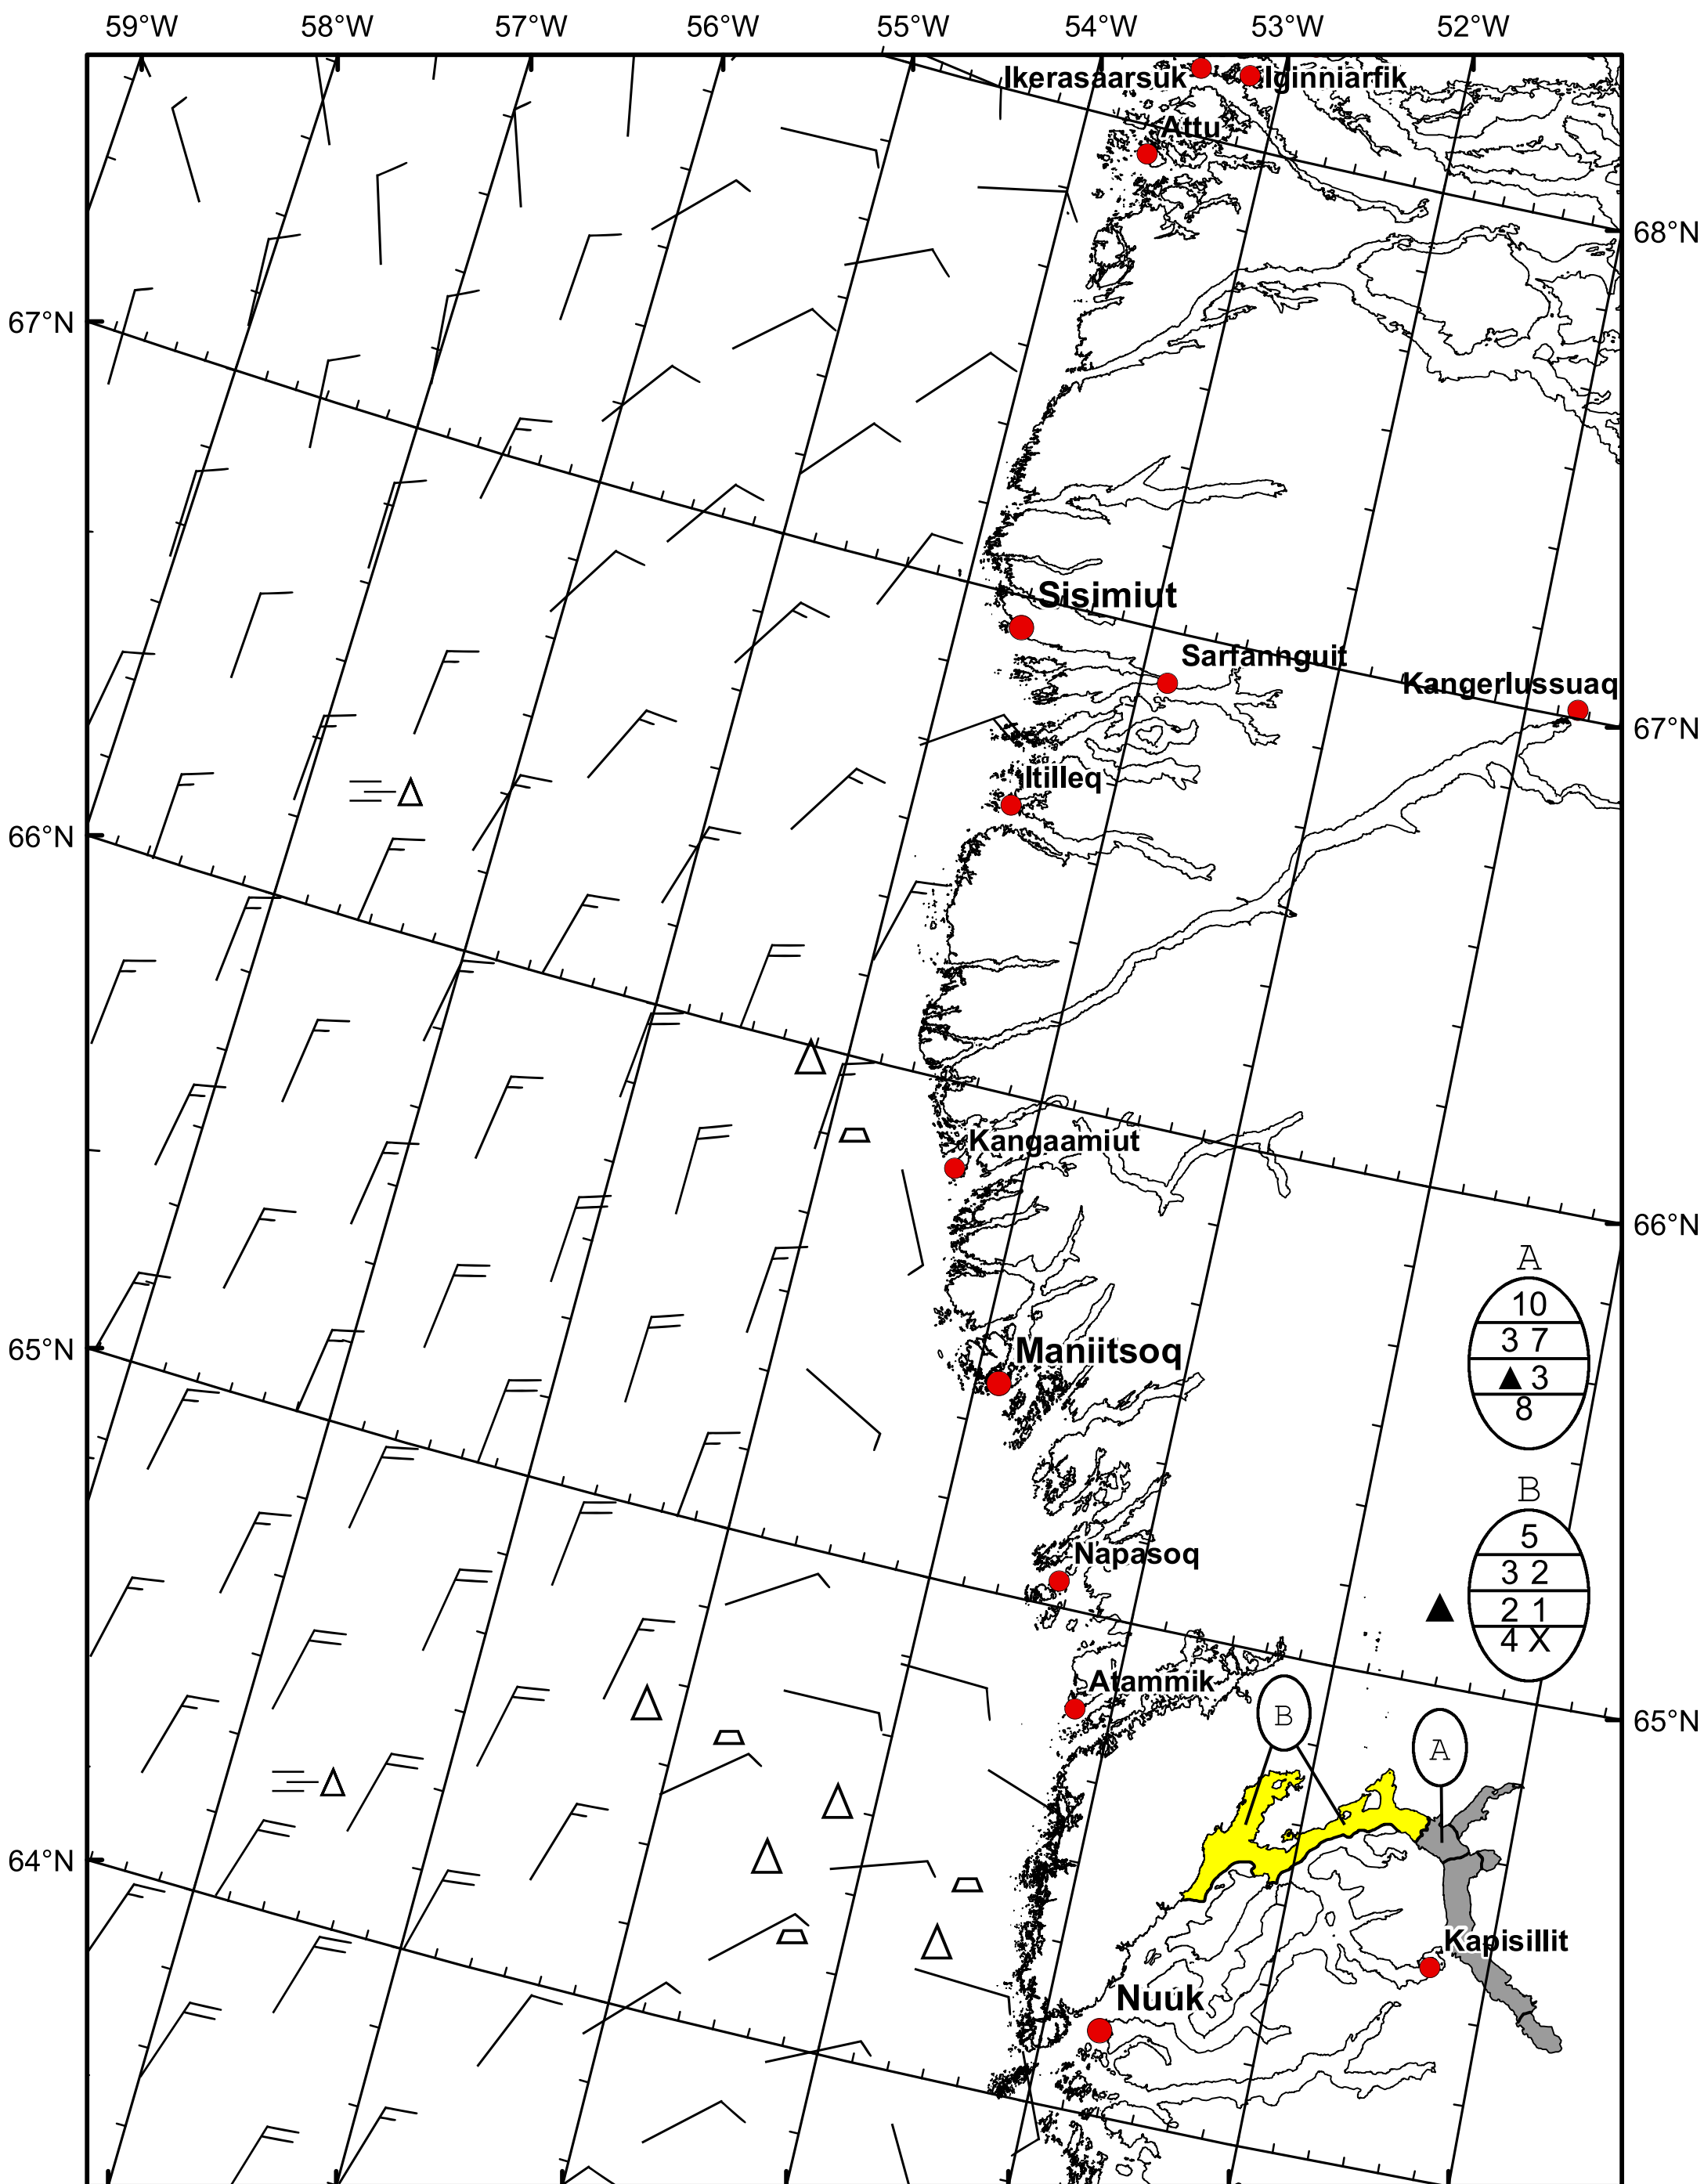 59°W 58°W 57°W 56°W 55°W 54°W 53°W 52°W
Ikerasaarsuk Iginniarfik
Attu
68°N
67°N
Sisimiut
Sarfannguit
Kangerlussuaq
67°N
Itilleq
66°N
Kangaamiut
66°N
A
10
3 7
▲ 3
8
65°N
Maniitsoq
B
5
3 2
▲ 2 1
4 X
Napasoq
Atammik
65°N
B
A
64°N
Kapisillit
Nuuk